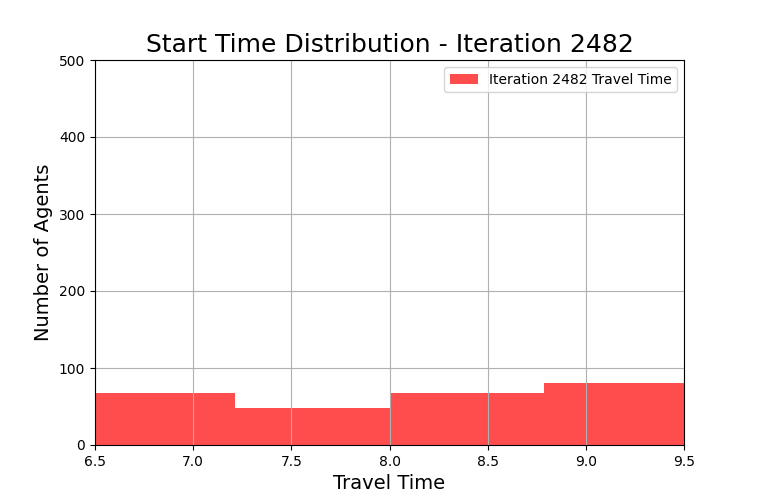 Start Time Distribution - Iteration 2482
Iteration 2482 Travel Time
Number of Agents
500
400
300
200
100
0
6.5 7.0 7.5 8.0 8.5 9.0 9.5
Travel Time